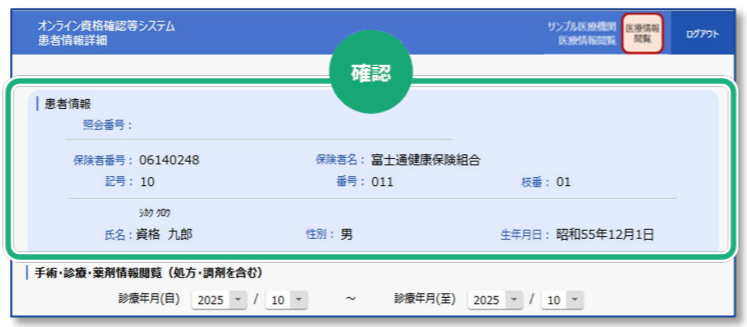 オンライン資格確認等システム
患者情報詳細
サンプル医療機関
医療情報閲覧
医療情報
閲覧
ログアウト
確認
患者情報
照会番号：
保険者番号： 06140248 保険者名： 富士通健康保険組合
記号： 10 番号： 011 枝番： 01
ｼｶｸ ｸﾛｳ
氏名： 資格 九郎 性別： 男 生年月日： 昭和55年12月1日
手術・診療・薬剤情報閲覧（処方・調剤を含む）
診療年月(自) 2025 / 10 ～ 診療年月(至) 2025 / 10